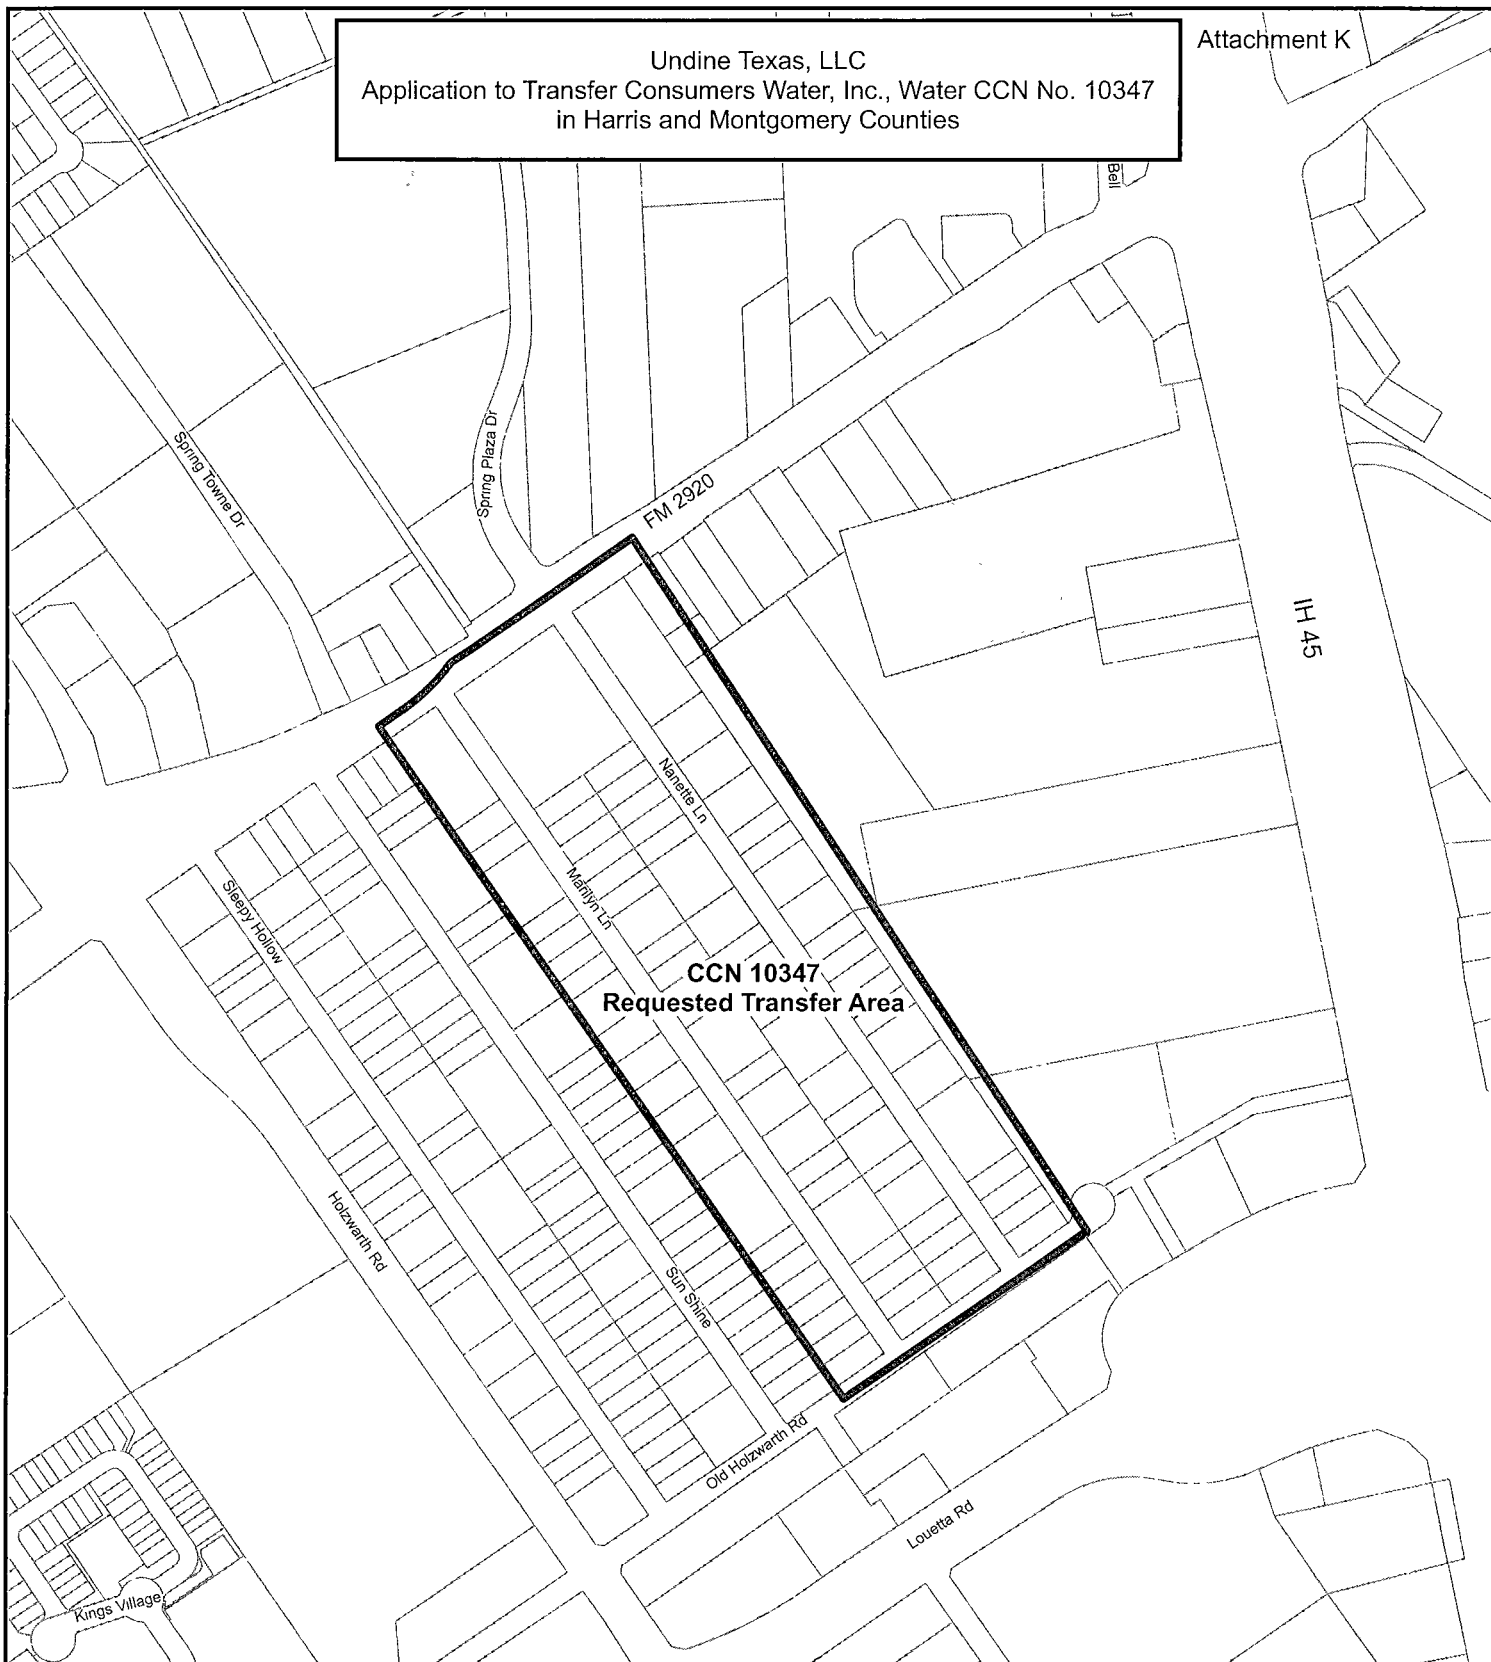 Attachment K
Undine Texas, LLC
Application to Transfer Consumers Water, Inc., Water CCN No. 10347
in Harris and Montgomery Counties
Bell
Spring Plaza Dr
Spring Towne Dr
FM 2920
IH 45
Nanette Ln
Marilyn Ln
Sleepy Hollow
CCN 10347
Requested Transfer Area
Holzwarth Rd
Sun Shine
Old Holzwarth Rd
Louetta Rd
Kings Village